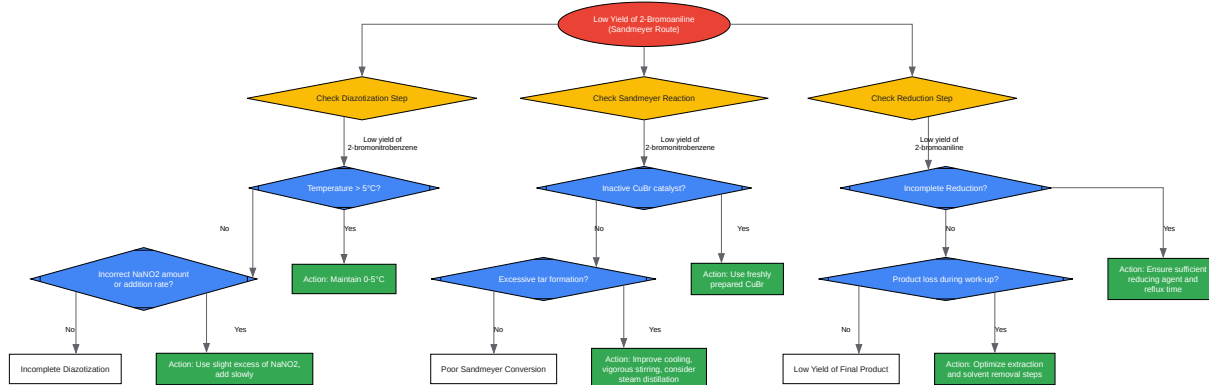 Low Yield of 2-Bromoaniline
(Sandmeyer Route)
Check Diazotization Step
Check Sandmeyer Reaction
Check Reduction Step
Low yield of
2-bromonitrobenzene
Low yield of
2-bromonitrobenzene
Low yield of
2-bromoaniline
Temperature > 5°C?
Inactive CuBr catalyst?
Incomplete Reduction?
No
Yes
No
Yes
No
Yes
Incorrect NaNO2 amount
or addition rate?
Action: Maintain 0-5°C
Excessive tar formation?
Action: Use freshly
prepared CuBr
Product loss during work-up?
Action: Ensure sufficient
reducing agent and
reflux time
No
Yes
No
Yes
No
Yes
Incomplete Diazotization
Action: Use slight excess of NaNO2,
add slowly
Poor Sandmeyer Conversion
Action: Improve cooling,
vigorous stirring, consider
steam distillation
Low Yield of Final Product
Action: Optimize extraction
and solvent removal steps